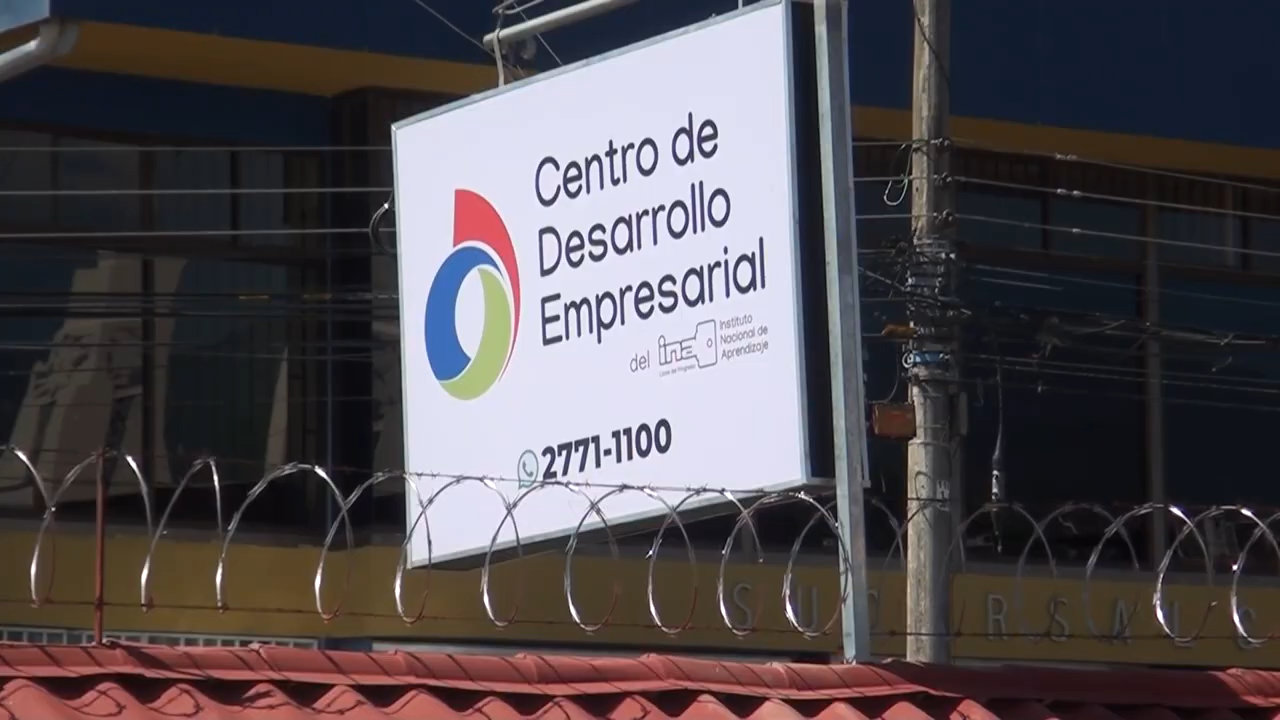 Centro de
Desarrollo
Empresarial
del ina Instituto
Nacional de
Aprendizaje
2771-1100